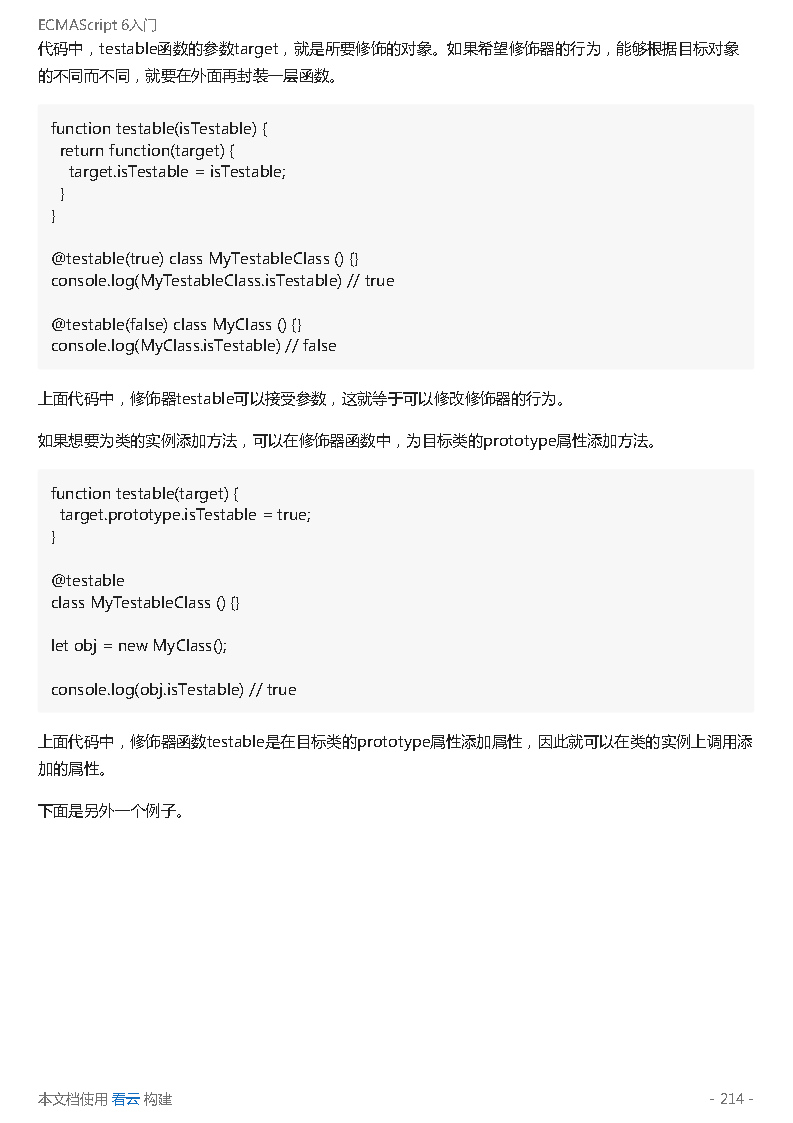 ECMAScript 6入门
代码中，testable函数的参数target，就是所要修饰的对象。如果希望修饰器的行为，能够根据目标对象
的不同而不同，就要在外面再封装一层函数。
function testable(isTestable) {
  return function(target) {
    target.isTestable = isTestable;
  }
}
@testable(true) class MyTestableClass () {}
console.log(MyTestableClass.isTestable) // true
@testable(false) class MyClass () {}
console.log(MyClass.isTestable) // false
上面代码中，修饰器testable可以接受参数，这就等于可以修改修饰器的行为。
如果想要为类的实例添加方法，可以在修饰器函数中，为目标类的prototype属性添加方法。
function testable(target) {
  target.prototype.isTestable = true;
}
@testable
class MyTestableClass () {}
let obj = new MyClass();
console.log(obj.isTestable) // true
上面代码中，修饰器函数testable是在目标类的prototype属性添加属性，因此就可以在类的实例上调用添
加的属性。
下面是另外一个例子。
本文档使用 看云 构建
- 214 -